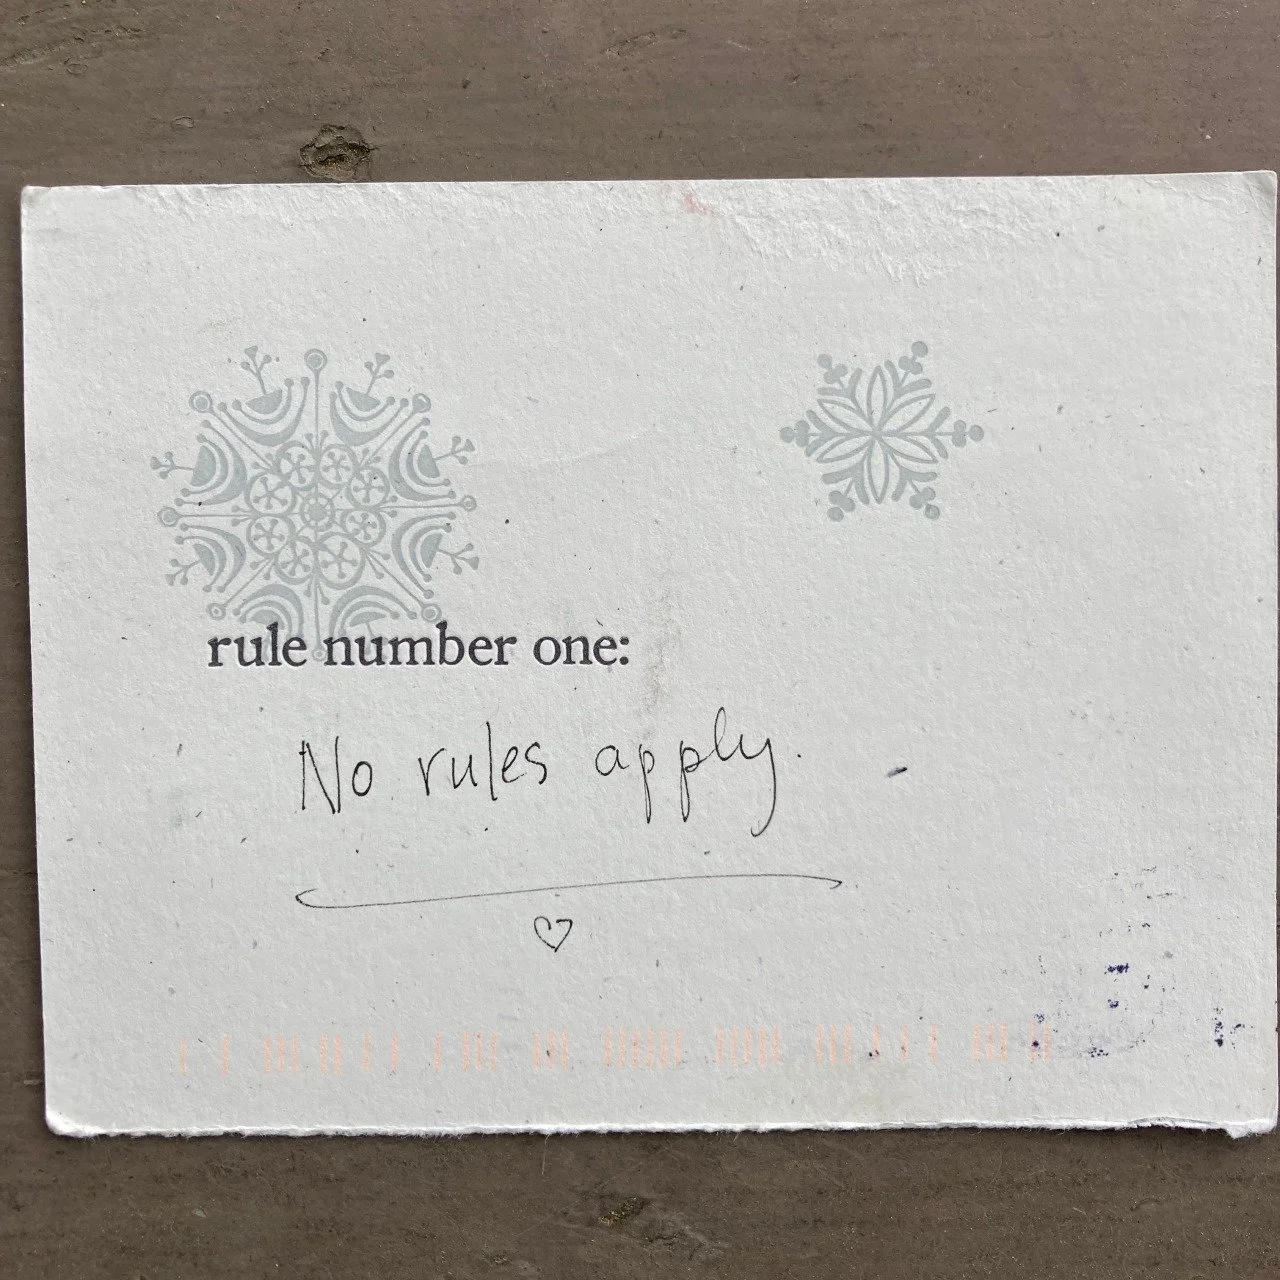 rule number one:
No rules apply.